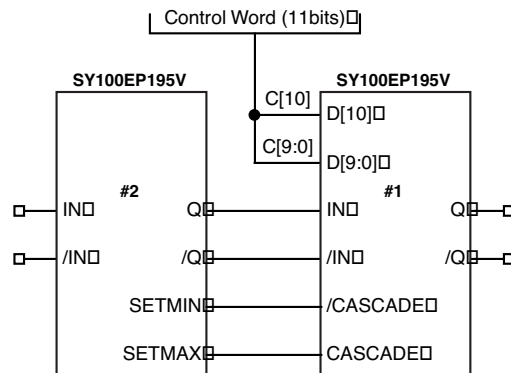 Control Word (11bits)
SY100EP195V
SY100EP195V
C[10]
D[10]
C[9:0]
D[9:0]
#2
#1
IN
Q
IN
Q
/IN
/Q
/IN
/Q
SETMIN
/CASCADE
SETMAX
CASCADE